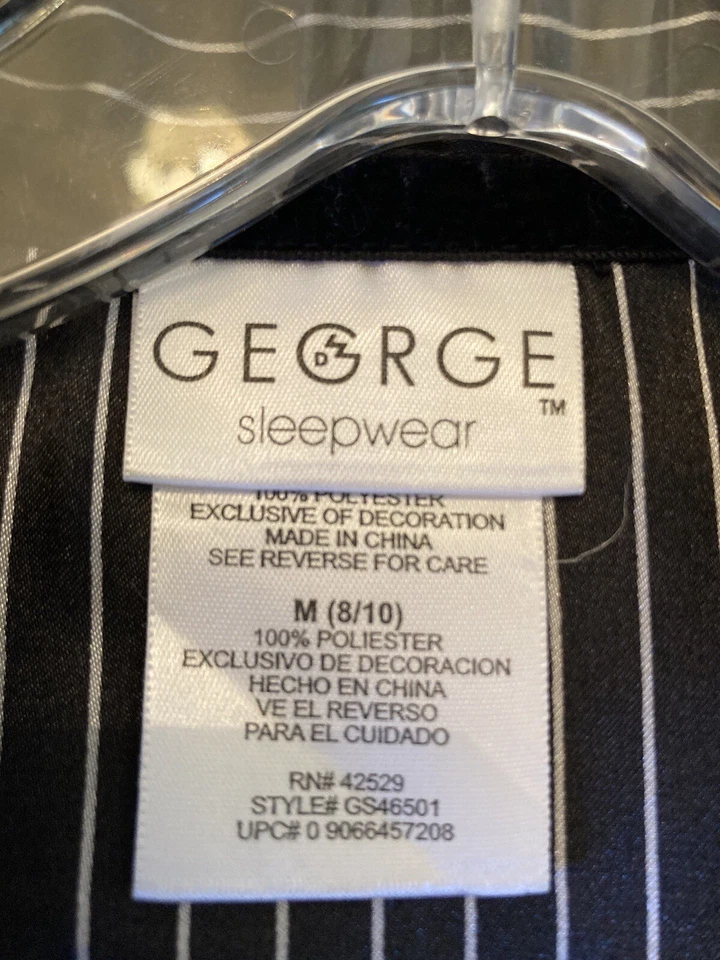 GEORGE
TM
sleepwear
100% POLYESTER
EXCLUSIVE OF DECORATION
MADE IN CHINA
SEE REVERSE FOR CARE
M (8/10)
100% POLIESTER
EXCLUSIVO DE DECORACION
HECHO EN CHINA
VE EL REVERSO
PARA EL CUIDADO
RN# 42529
STYLE# GS46501
UPC# 0 9066457208